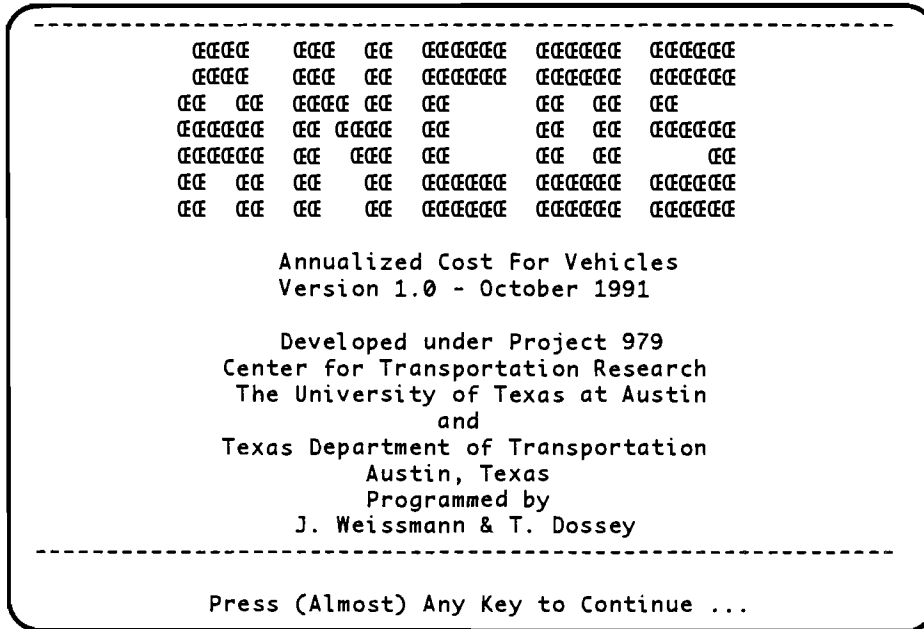 ANCOS
Annualized Cost For Vehicles
Version 1.0 - October 1991
Developed under Project 979
Center for Transportation Research
The University of Texas at Austin
and
Texas Department of Transportation
Austin, Texas
Programmed by
J. Weissmann & T. Dossey
Press (Almost) Any Key to Continue ...